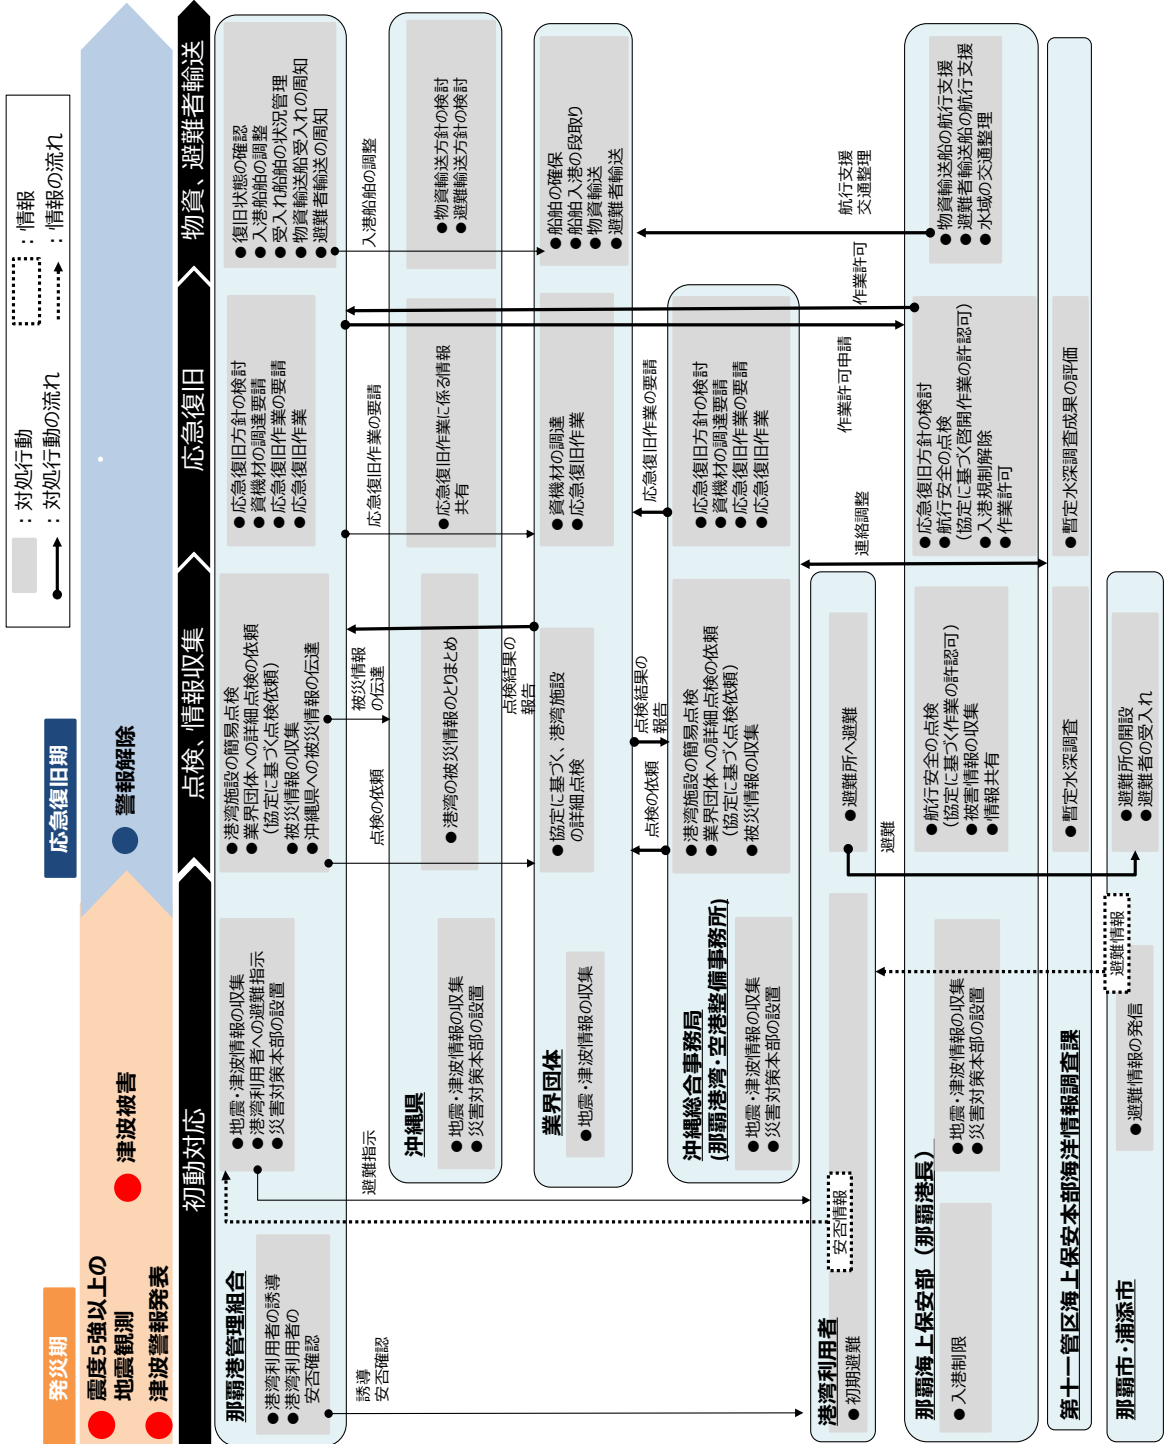 ：対処行動
：情報
：対処行動の流れ
：情報の流れ
発災期
応急復旧期
震度5強以上の
地震観測
津波警報発表
津波被害
警報解除
初動対応
点検、情報収集
応急復旧
物資、避難者輸送
那覇港管理組合
●港湾利用者の誘導
●港湾利用者の
安否確認
●地震・津波情報の収集
●港湾利用者への避難指示
●災害対策本部の設置
●港湾施設の簡易点検
●業界団体への詳細点検の依頼
（協定に基づく点検依頼）
●被災情報の収集
●沖縄県への被災情報の伝達
●応急復旧方針の検討
●資機材の調達要請
●応急復旧作業の要請
●応急復旧作業
●復旧状態の確認
●入港船舶の調整
受入れ船舶の状況管理
●物資輸送船受入れの周知
●避難者輸送の周知
誘導
安否確認
避難指示
点検の依頼
被災情報
の伝達
応急復旧作業の要請
入港船舶の調整
沖縄県
●地震・津波情報の収集
●災害対策本部の設置
●港湾の被災情報のとりまとめ
●応急復旧作業に係る情報
共有
●物資輸送方針の検討
●避難輸送方針の検討
点検結果の
報告
業界団体
●地震・津波情報の収集
●協定に基づく、港湾施設
の詳細点検
●資機材の調達
●応急復旧作業
●船舶の確保
●船舶入港の段取り
●物資輸送
●避難者輸送
点検の依頼
点検結果の
報告
応急復旧作業の要請
沖縄総合事務局
(那覇港湾・空港整備事務所)
●地震・津波情報の収集
●災害対策本部の設置
●港湾施設の簡易点検
●業界団体への詳細点検の依頼
（協定に基づく点検依頼）
●被災情報の収集
●応急復旧方針の検討
●資機材の調達要請
●応急復旧作業の要請
●応急復旧作業
連絡調整
作業許可申請
作業許可
航行支援
交通整理
港湾利用者
●初期避難
安否情報
●避難所へ避難
避難
那覇海上保安部（那覇港長）
●入港制限
●地震・津波情報の収集
●災害対策本部の設置
●航行安全の点検
（協定に基づく作業の許認可）
●被害情報の収集
●情報共有
●応急復旧方針の検討
●航行安全の点検
（協定に基づく啓開作業の許認可）
●入港規制解除
●作業許可
●物資輸送船の航行支援
●避難者輸送船の航行支援
●水域の交通整理
第十一管区海上保安本部海洋情報調査課
●暫定水深調査
●暫定水深調査成果の評価
那覇市・浦添市
●避難情報の発信
避難情報
●避難所の開設
●避難者の受入れ